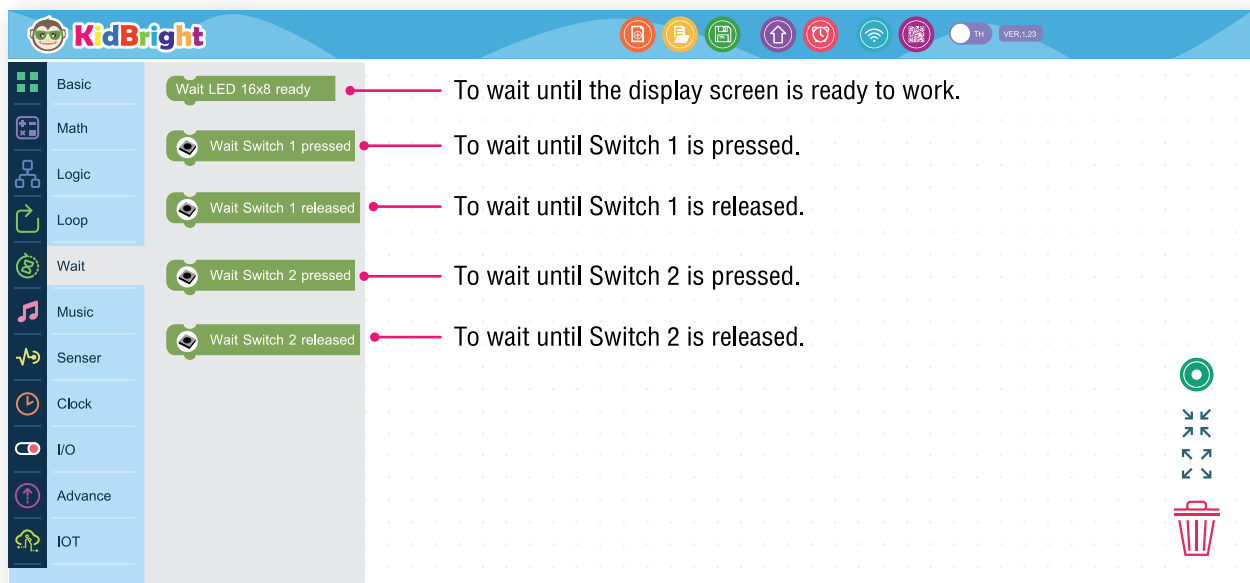 KidBright
TH
VER.1.23
Basic
Math
Logic
Loop
Wait
Music
Senser
Clock
I/O
Advance
IOT
Wait LED 16x8 ready
To wait until the display screen is ready to work.
Wait Switch 1 pressed
To wait until Switch 1 is pressed.
Wait Switch 1 released
To wait until Switch 1 is released.
Wait Switch 2 pressed
To wait until Switch 2 is pressed.
Wait Switch 2 released
To wait until Switch 2 is released.